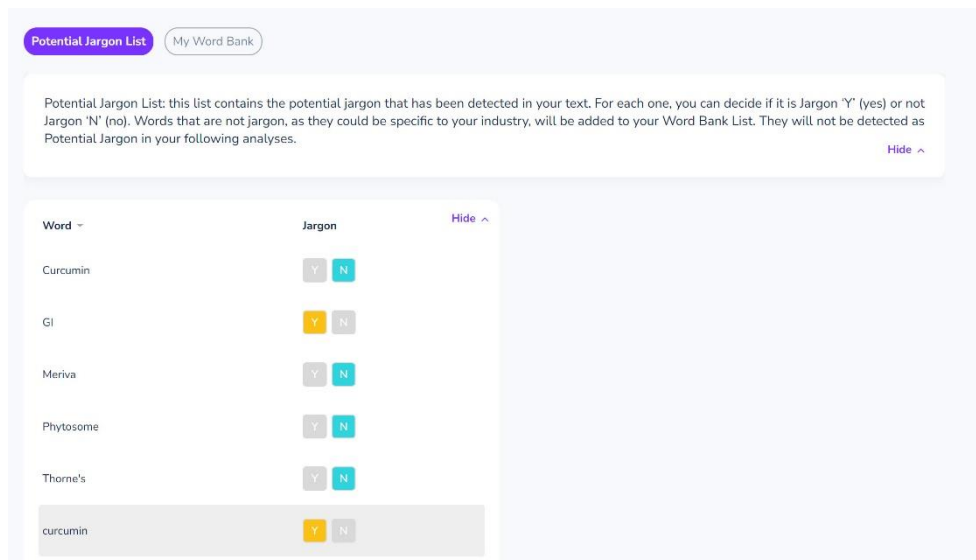 Potential Jargon List My Word Bank
Potential Jargon List: this list contains the potential jargon that has been detected in your text. For each one, you can decide if it is Jargon ‘Y’ (yes) or not
Jargon ‘N’ (no). Words that are not jargon, as they could be specific to your industry, will be added to your Word Bank List. They will not be detected as
Potential Jargon in your following analyses.
Hide
Word Jargon Hide
Curcumin Y N
GI Y N
Meriva Y N
Phytosome Y N
Thorne's Y N
curcumin Y N